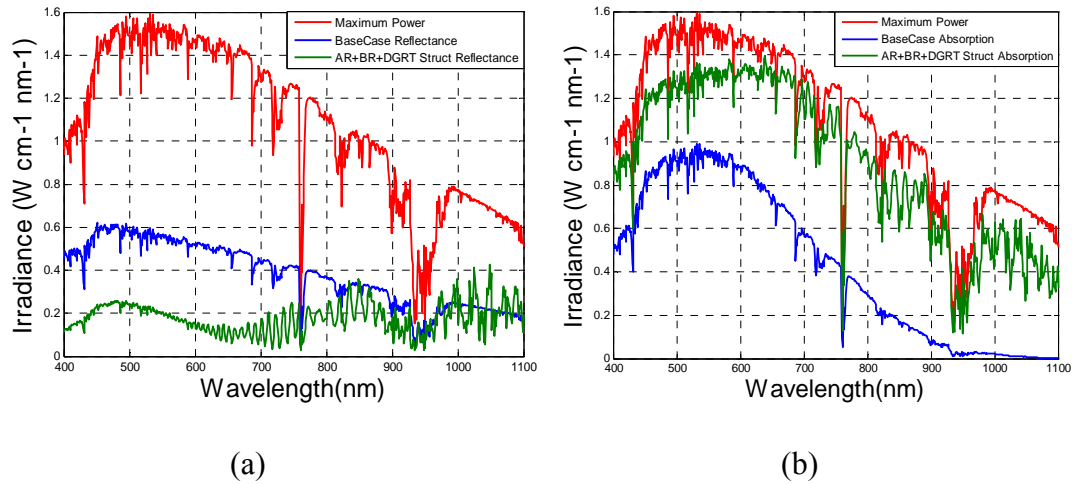 Maximum Power
BaseCase Reflectance
AR+BR+DGRT Struct Reflectance
1.6
1.4
1.2
1
0.8
0.6
0.4
0.2
0
Irradiance (W cm-1 nm-1)
400 500 600 700 800 900 1000 1100
Wavelength(nm)
(a)
Maximum Power
BaseCase Absorption
AR+BR+DGRT Struct Absorption
1.6
1.4
1.2
1
0.8
0.6
0.4
0.2
0
Irradiance (W cm-1 nm-1)
400 500 600 700 800 900 1000 1100
Wavelength(nm)
(b)